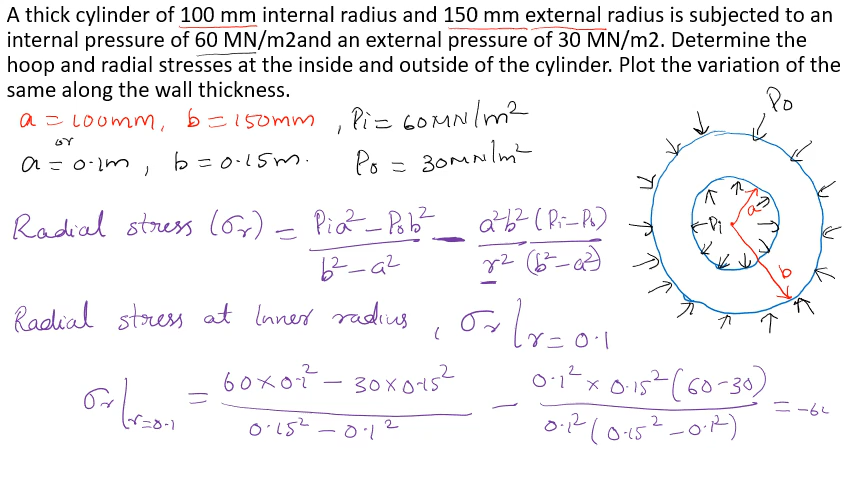 A thick cylinder of 100 mm internal radius and 150 mm external radius is subjected to an
internal pressure of 60 MN/m2and an external pressure of 30 MN/m2. Determine the
hoop and radial stresses at the inside and outside of the cylinder. Plot the variation of the
same along the wall thickness.
a = 100mm, b = 150mm , Pi = 60MN/m²
or
a = 0.1m , b = 0.15m. Po = 30MN/m²
Po
a
Pi
b
Radial stress (σr) = Pia² - Pob² / b² - a² - a²b² (Pi - Po) / r² (b² - a²)
Radial stress at Inner radius, σr|r = 0.1
σr|r=0.1 = 60×0.1² - 30×0.15² / 0.15² - 0.1² - 0.1² × 0.15² (60-30) / 0.1² (0.15² - 0.1²) = -6